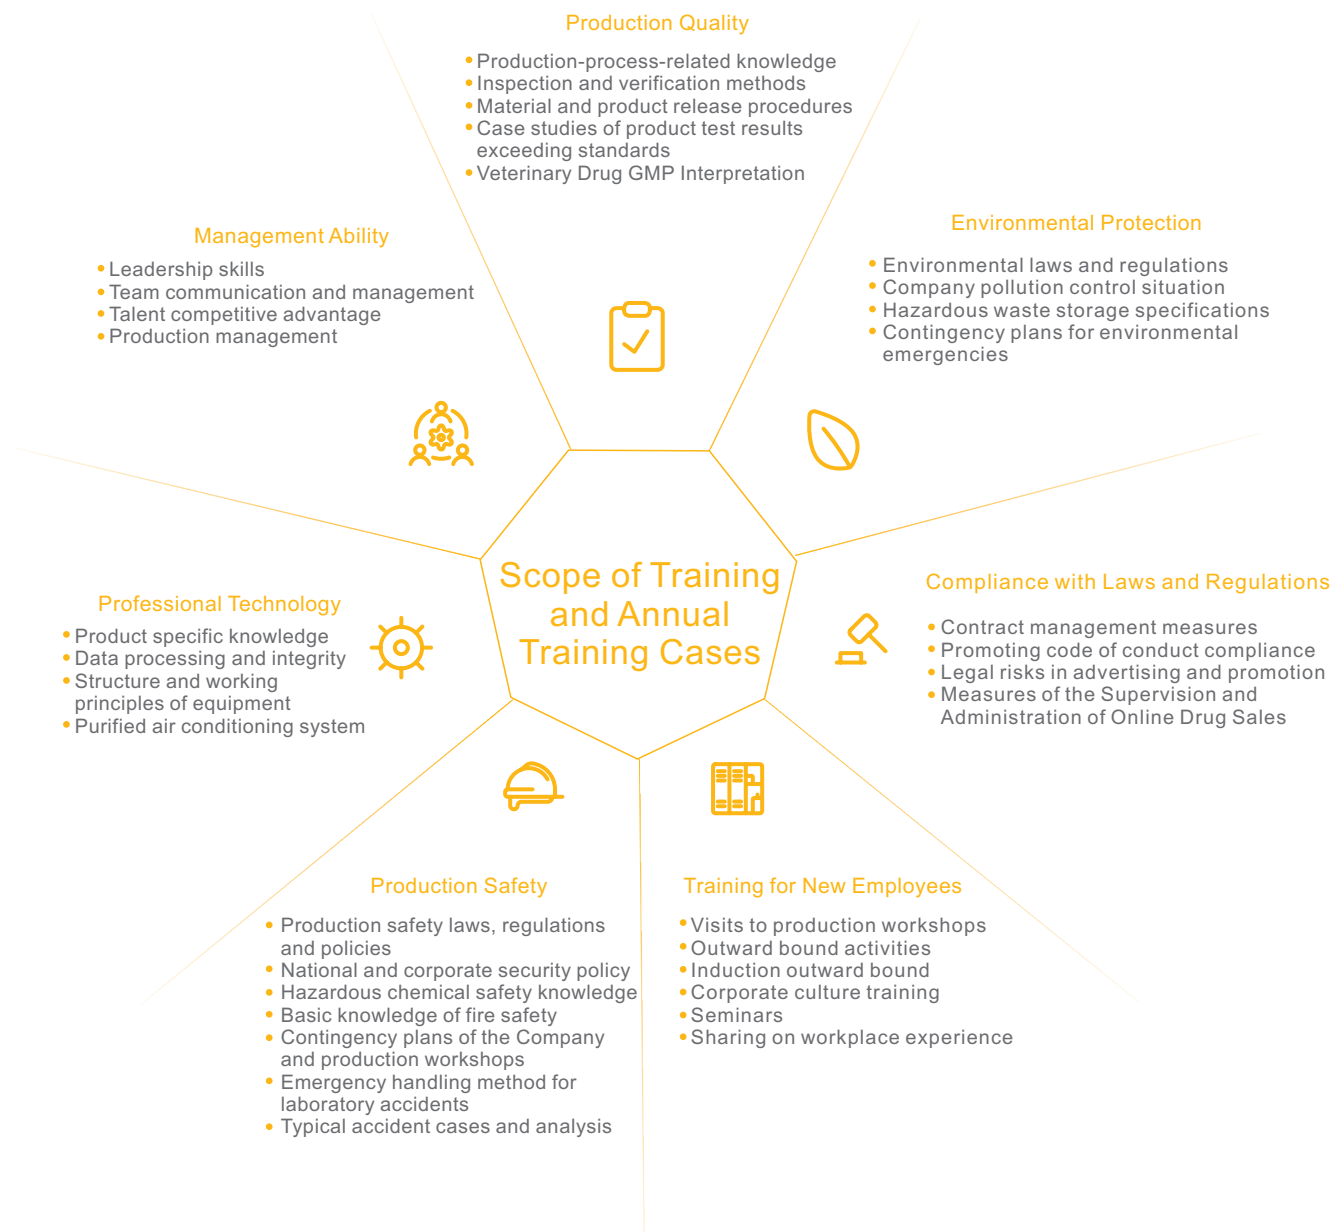 Production Quality
Production-process-related knowledge
Inspection and verification methods
Material and product release procedures
Case studies of product test results
exceeding standards
Veterinary Drug GMP Interpretation
Management Ability
Leadership skills
Team communication and management
Talent competitive advantage
Production management
Environmental Protection
Environmental laws and regulations
Company pollution control situation
Hazardous waste storage specifications
Contingency plans for environmental
emergencies
Scope of Training
and Annual
Training Cases
Professional Technology
Product specific knowledge
Data processing and integrity
Structure and working
principles of equipment
Purified air conditioning system
Compliance with Laws and Regulations
Contract management measures
Promoting code of conduct compliance
Legal risks in advertising and promotion
Measures of the Supervision and
Administration of Online Drug Sales
Production Safety
Production safety laws, regulations
and policies
National and corporate security policy
Hazardous chemical safety knowledge
Basic knowledge of fire safety
Contingency plans of the Company
and production workshops
Emergency handling method for
laboratory accidents
Typical accident cases and analysis
Training for New Employees
Visits to production workshops
Outward bound activities
Induction outward bound
Corporate culture training
Seminars
Sharing on workplace experience